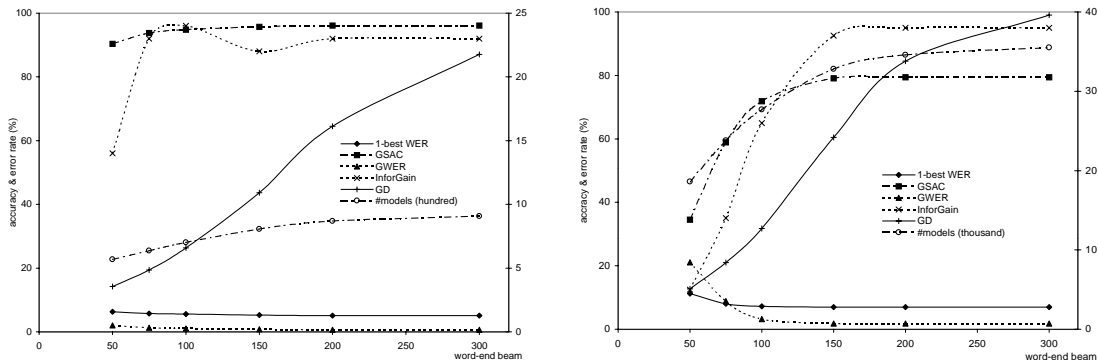 100
80
60
40
20
0
accuracy & error rate (%)
25
20
15
10
5
0
1-best WER
GSAC
GWER
InforGain
GD
#models (hundred)
0 50 100 150 200 250 300
word-end beam
100
80
60
40
20
0
accracy & error rate (%)
40
30
20
10
0
1-best WER
GSAC
GWER
InforGain
GD
#models (thousand)
0 50 100 150 200 250 300
word-end beam